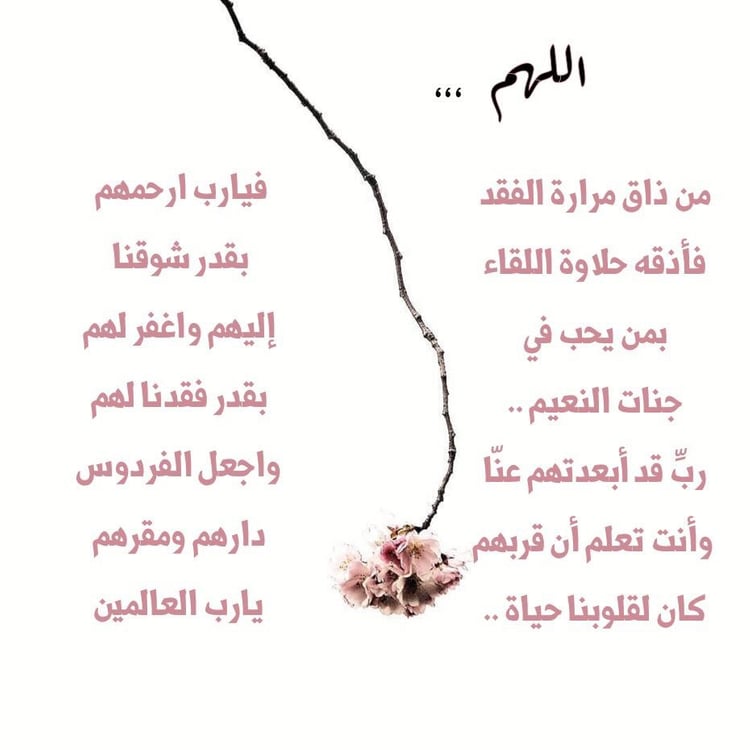 اللهم ،،،
من ذاق مرارة الفقد
فأذقه حلاوة اللقاء
بمن يحب في
جنات النعيم ..
ربِّ قد أبعدتهم عنّا
وأنت تعلم أن قربهم
كان لقلوبنا حياة ..
فيارب ارحمهم
بقدر شوقنا
إليهم واغفر لهم
بقدر فقدنا لهم
واجعل الفردوس
دارهم ومقرهم
يارب العالمين